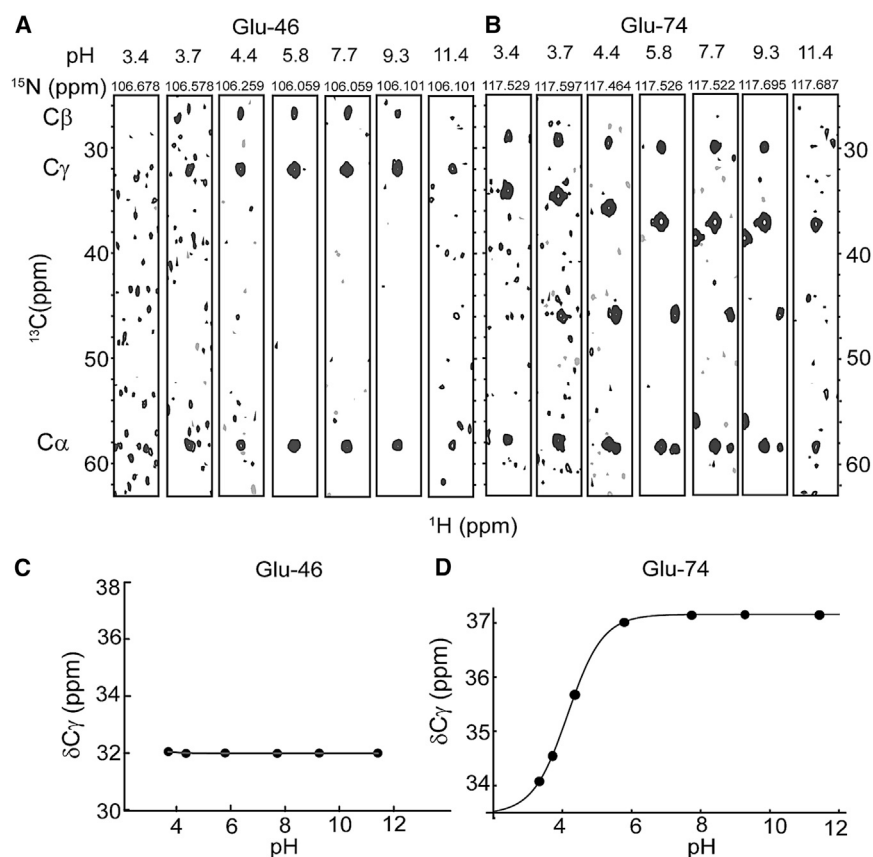 A Glu-46 B Glu-74
pH 3.4 3.7 4.4 5.8 7.7 9.3 11.4 3.4 3.7 4.4 5.8 7.7 9.3 11.4
¹⁵N (ppm) 106.678 106.578 106.259 106.059 106.059 106.101 106.101 117.529 117.597 117.464 117.526 117.522 117.695 117.687
Cβ
30 30
Cγ
40 40
¹³C(ppm)
50 50
Cα
60 60
¹H (ppm)
C Glu-46 D Glu-74
38
36
34
32
30
δCγ (ppm)
4 6 8 10 12
pH
37
36
35
34
δCγ (ppm)
4 6 8 10 12
pH